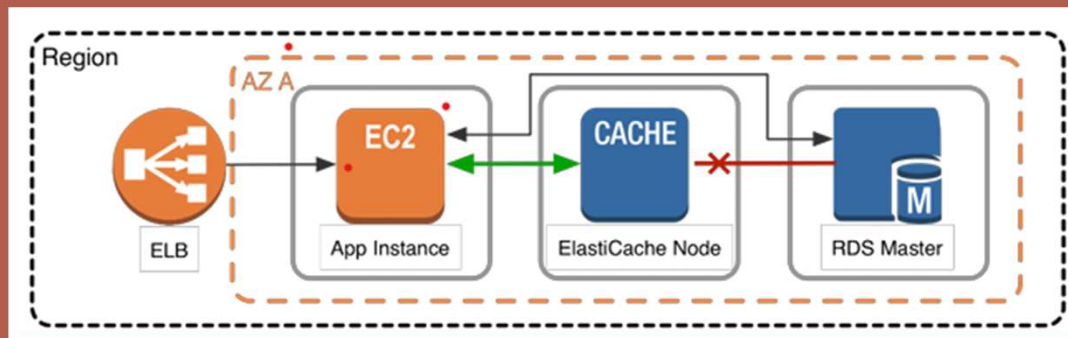 Region
AZ A
EC2
CACHE
M
ELB
App Instance
ElastiCache Node
RDS Master